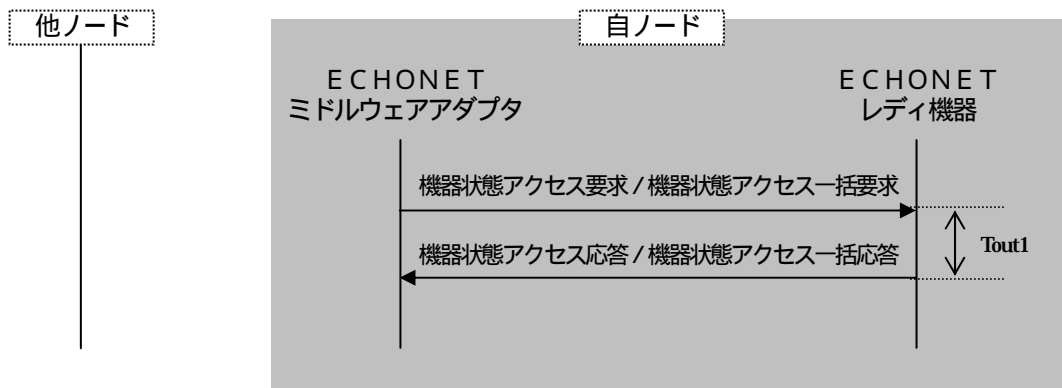 他ノード
自ノード
ＥＣＨＯＮＥＴ
ミドルウェアアダプタ
ＥＣＨＯＮＥＴ
レディ機器
機器状態アクセス要求 / 機器状態アクセス一括要求
Tout1
機器状態アクセス応答 / 機器状態アクセス一括応答